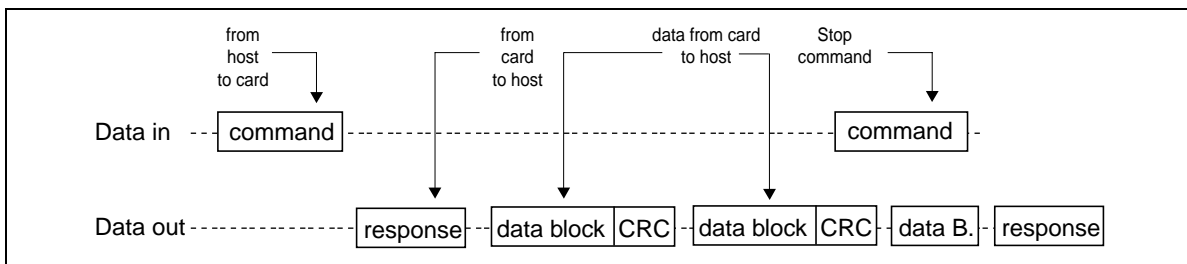 from
host
to card
from
card
to host
data from card
to host
Stop
command
Data in
command
command
Data out
response
data block
CRC
data block
CRC
data B.
response